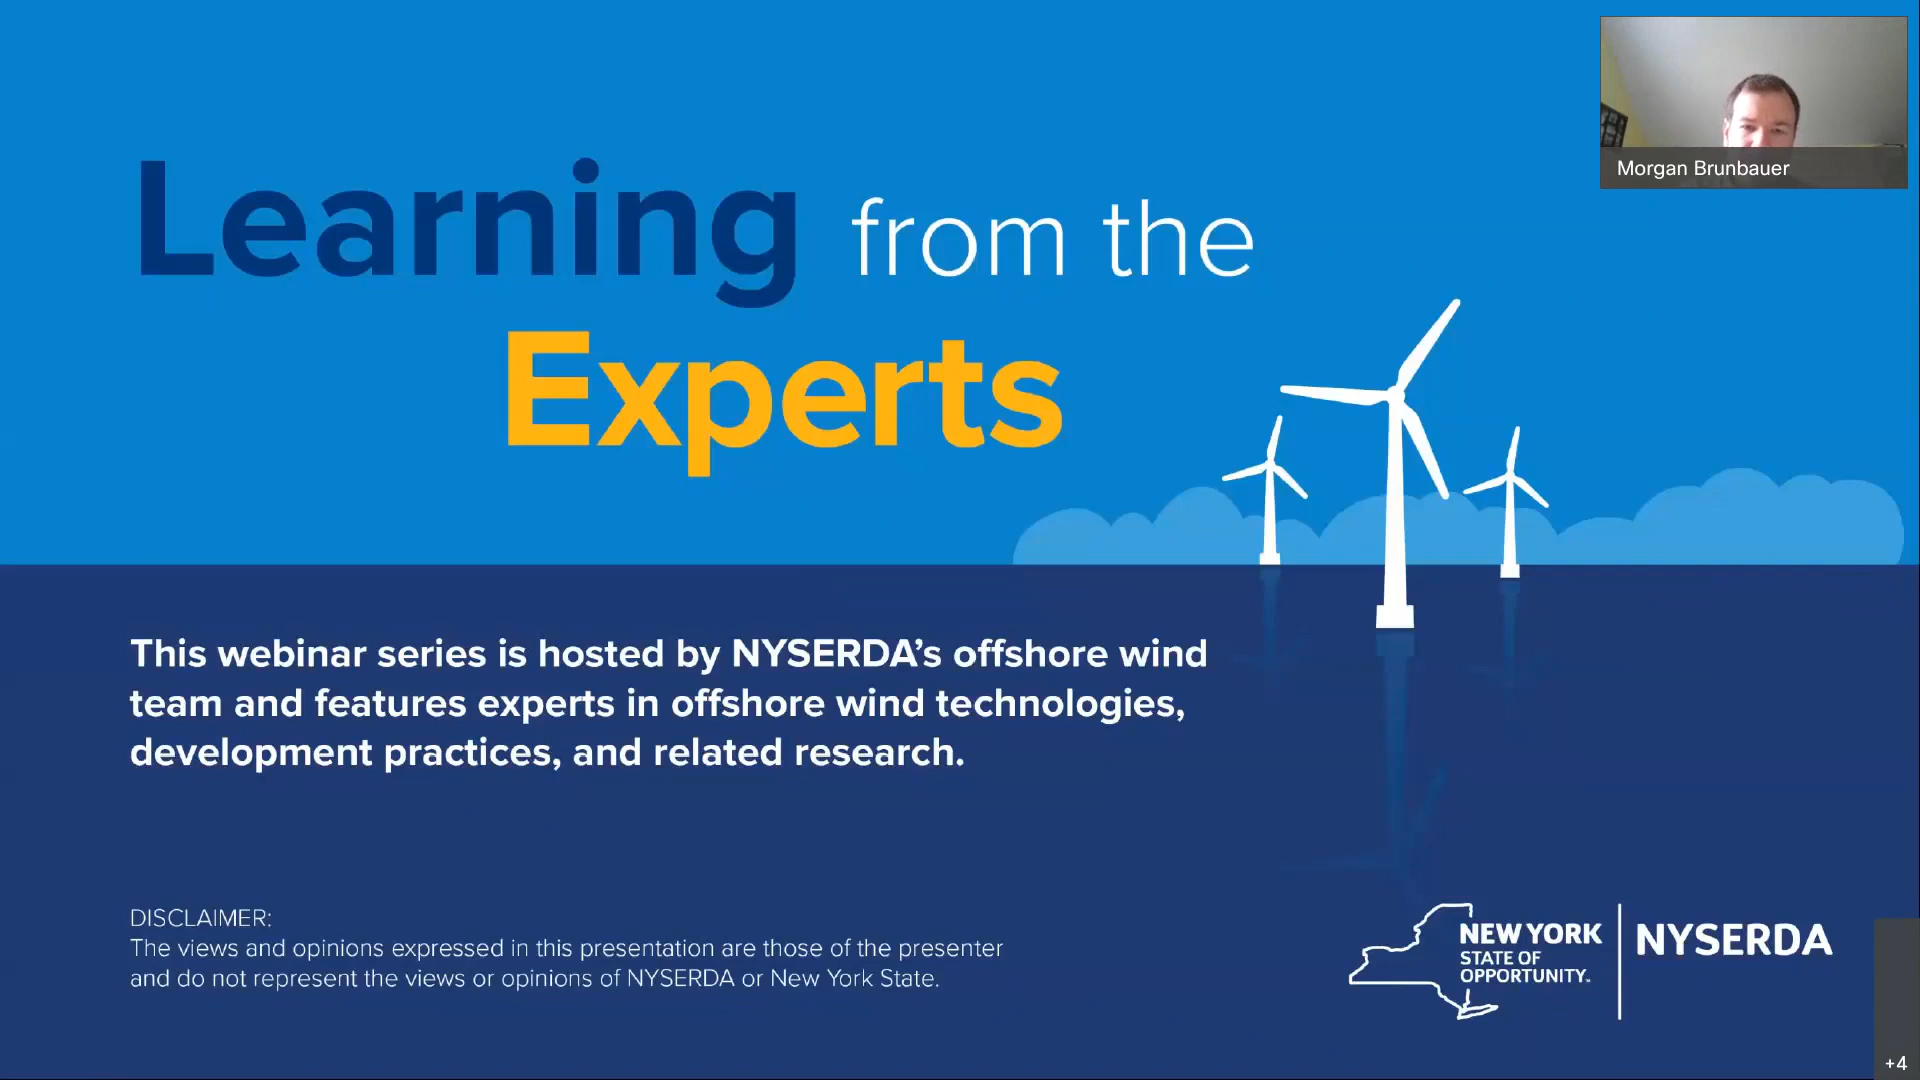 Morgan Brunbauer
Learning from the
Experts
This webinar series is hosted by NYSERDA's offshore wind
team and features experts in offshore wind technologies,
development practices, and related research.
DISCLAIMER:
The views and opinions expressed in this presentation are those of the presenter
and do not represent the views or opinions of NYSERDA or New York State.
NEW YORK
STATE OF
OPPORTUNITY.
NYSERDA
+4